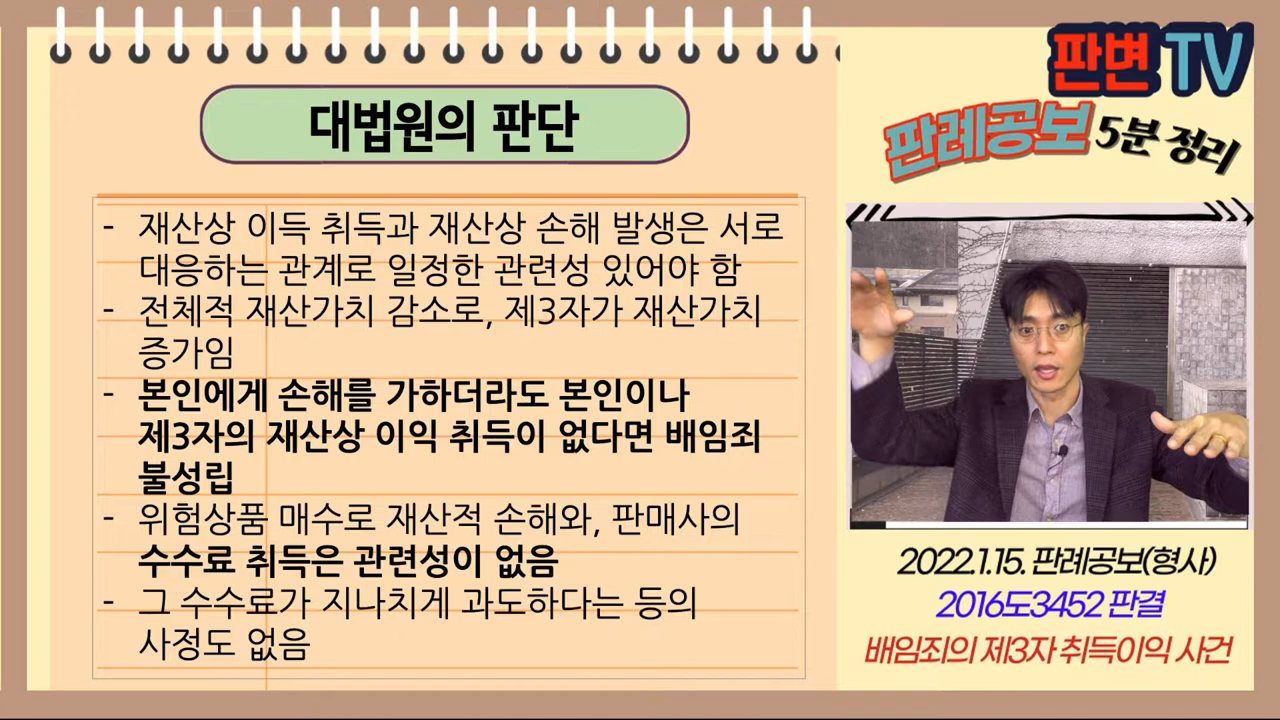 대법원의 판단
- 재산상 이득 취득과 재산상 손해 발생은 서로
대응하는 관계로 일정한 관련성 있어야 함
- 전체적 재산가치 감소로, 제3자가 재산가치
증가임
- 본인에게 손해를 가하더라도 본인이나
제3자의 재산상 이익 취득이 없다면 배임죄
불성립
- 위험상품 매수로 재산적 손해와, 판매사의
수수료 취득은 관련성이 없음
- 그 수수료가 지나치게 과도하다는 등의
사정도 없음
판변 TV
판례공보 5분 정리
2022.1.15. 판례공보(형사)
2016도3452 판결
배임죄의 제3자 취득이익 사건